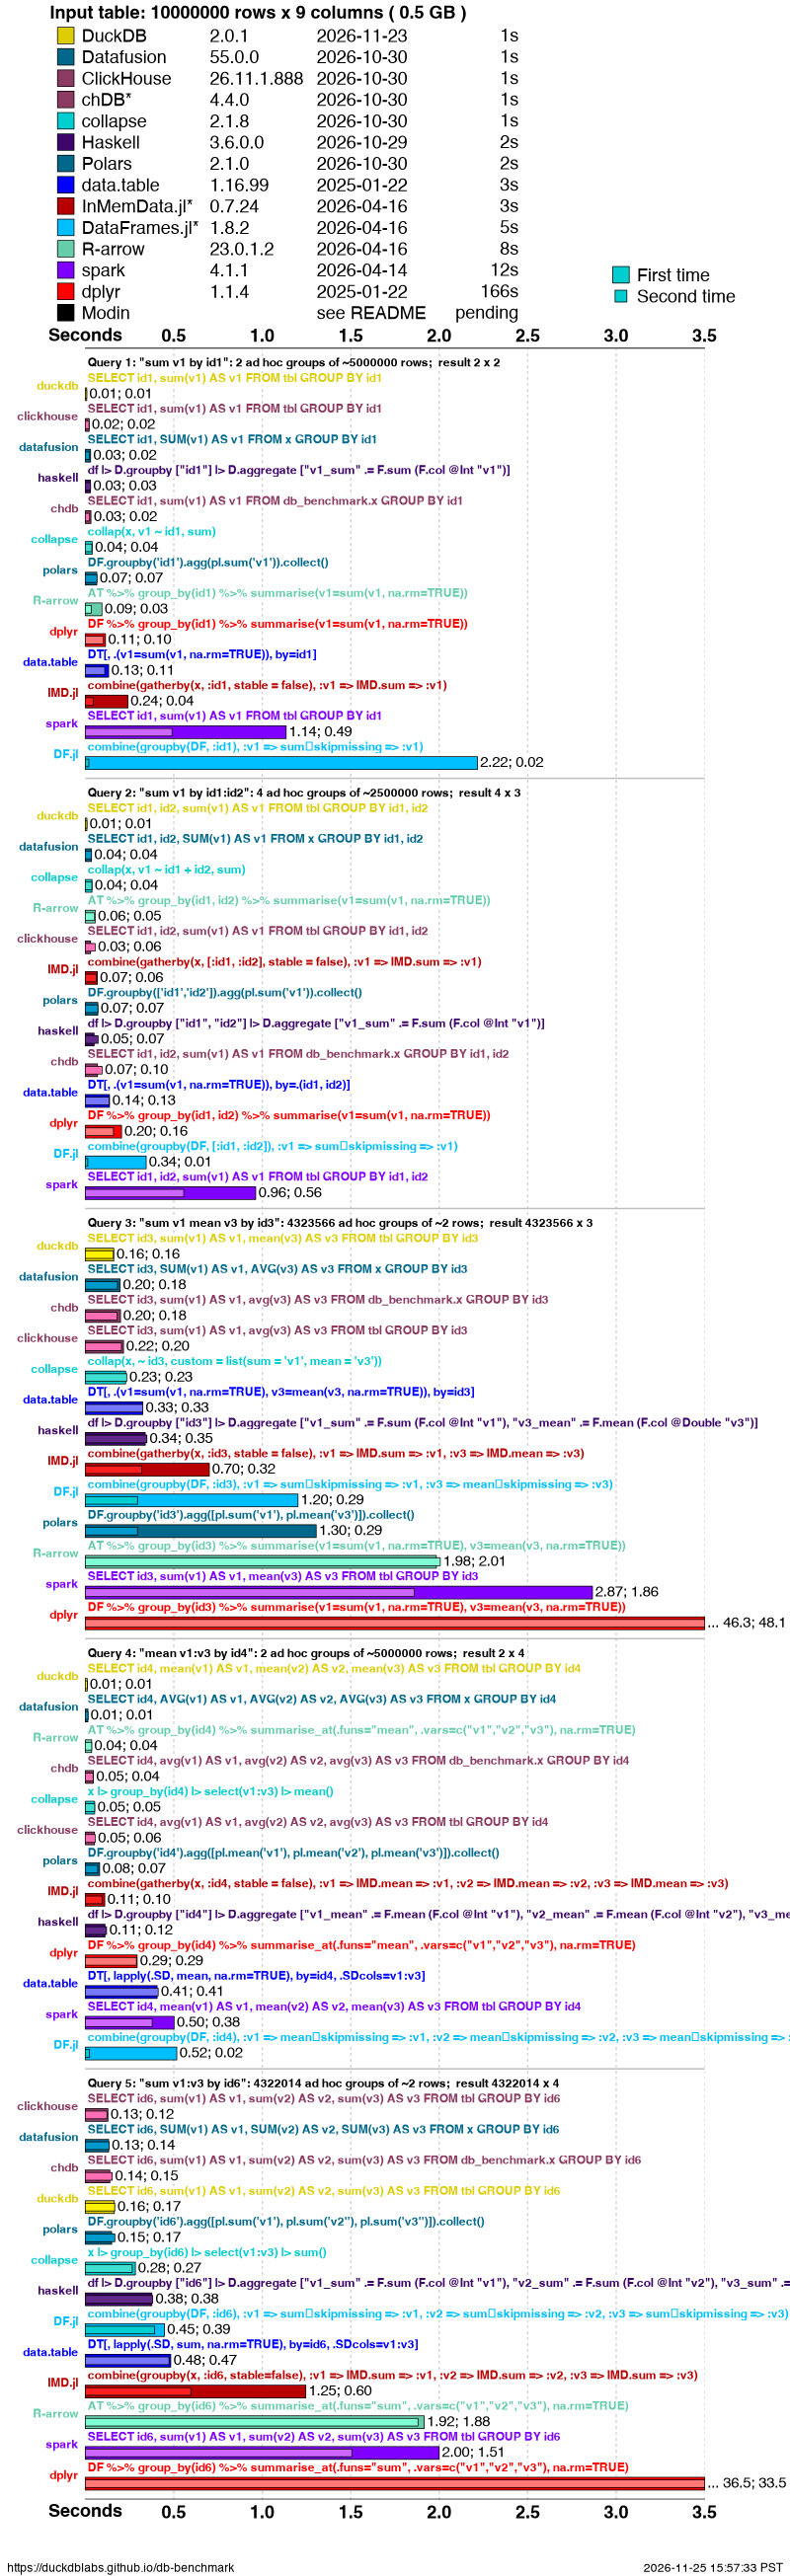 Input table: 10000000 rows x 9 columns ( 0.5 GB )
DuckDB 2.0.1 2026-11-23 1s
Datafusion 55.0.0 2026-10-30 1s
ClickHouse 26.11.1.888 2026-10-30 1s
chDB* 4.4.0 2026-10-30 1s
collapse 2.1.8 2026-10-30 1s
Haskell 3.6.0.0 2026-10-29 2s
Polars 2.1.0 2026-10-30 2s
data.table 1.16.99 2025-01-22 3s
InMemData.jl* 0.7.24 2026-04-16 3s
DataFrames.jl* 1.8.2 2026-04-16 5s
R-arrow 23.0.1.2 2026-04-16 8s
spark 4.1.1 2026-04-14 12s
dplyr 1.1.4 2025-01-22 166s
Modin see README pending
First time
Second time
Seconds 0.5 1.0 1.5 2.0 2.5 3.0 3.5
Query 1: "sum v1 by id1": 2 ad hoc groups of ~5000000 rows; result 2 x 2
duckdb SELECT id1, sum(v1) AS v1 FROM tbl GROUP BY id1
0.01; 0.01
clickhouse SELECT id1, sum(v1) AS v1 FROM tbl GROUP BY id1
0.02; 0.02
datafusion SELECT id1, SUM(v1) AS v1 FROM x GROUP BY id1
0.03; 0.02
haskell df |> D.groupby ["id1"] |> D.aggregate ["v1_sum" .= F.sum (F.col @Int "v1")]
0.03; 0.03
chdb SELECT id1, sum(v1) AS v1 FROM db_benchmark.x GROUP BY id1
0.03; 0.02
collapse collap(x, v1 ~ id1, sum)
0.04; 0.04
polars DF.groupby('id1').agg(pl.sum('v1')).collect()
0.07; 0.07
R-arrow AT %>% group_by(id1) %>% summarise(v1=sum(v1, na.rm=TRUE))
0.09; 0.03
dplyr DF %>% group_by(id1) %>% summarise(v1=sum(v1, na.rm=TRUE))
0.11; 0.10
data.table DT[, .(v1=sum(v1, na.rm=TRUE)), by=id1]
0.13; 0.11
IMD.jl combine(gatherby(x, :id1, stable = false), :v1 => IMD.sum => :v1)
0.24; 0.04
spark SELECT id1, sum(v1) AS v1 FROM tbl GROUP BY id1
1.14; 0.49
DF.jl combine(groupby(DF, :id1), :v1 => sum□skipmissing => :v1)
2.22; 0.02
Query 2: "sum v1 by id1:id2": 4 ad hoc groups of ~2500000 rows; result 4 x 3
duckdb SELECT id1, id2, sum(v1) AS v1 FROM tbl GROUP BY id1, id2
0.01; 0.01
datafusion SELECT id1, id2, SUM(v1) AS v1 FROM x GROUP BY id1, id2
0.04; 0.04
collapse collap(x, v1 ~ id1 + id2, sum)
0.04; 0.04
R-arrow AT %>% group_by(id1, id2) %>% summarise(v1=sum(v1, na.rm=TRUE))
0.06; 0.05
clickhouse SELECT id1, id2, sum(v1) AS v1 FROM tbl GROUP BY id1, id2
0.03; 0.06
IMD.jl combine(gatherby(x, [:id1, :id2], stable = false), :v1 => IMD.sum => :v1)
0.07; 0.06
polars DF.groupby(['id1','id2']).agg(pl.sum('v1')).collect()
0.07; 0.07
haskell df |> D.groupby ["id1", "id2"] |> D.aggregate ["v1_sum" .= F.sum (F.col @Int "v1")]
0.05; 0.07
chdb SELECT id1, id2, sum(v1) AS v1 FROM db_benchmark.x GROUP BY id1, id2
0.07; 0.10
data.table DT[, .(v1=sum(v1, na.rm=TRUE)), by=.(id1, id2)]
0.14; 0.13
dplyr DF %>% group_by(id1, id2) %>% summarise(v1=sum(v1, na.rm=TRUE))
0.20; 0.16
DF.jl combine(groupby(DF, [:id1, :id2]), :v1 => sum□skipmissing => :v1)
0.34; 0.01
spark SELECT id1, id2, sum(v1) AS v1 FROM tbl GROUP BY id1, id2
0.96; 0.56
Query 3: "sum v1 mean v3 by id3": 4323566 ad hoc groups of ~2 rows; result 4323566 x 3
duckdb SELECT id3, sum(v1) AS v1, mean(v3) AS v3 FROM tbl GROUP BY id3
0.16; 0.16
datafusion SELECT id3, SUM(v1) AS v1, AVG(v3) AS v3 FROM x GROUP BY id3
0.20; 0.18
chdb SELECT id3, sum(v1) AS v1, avg(v3) AS v3 FROM db_benchmark.x GROUP BY id3
0.20; 0.18
clickhouse SELECT id3, sum(v1) AS v1, avg(v3) AS v3 FROM tbl GROUP BY id3
0.22; 0.20
collapse collap(x, ~ id3, custom = list(sum = 'v1', mean = 'v3'))
0.23; 0.23
data.table DT[, .(v1=sum(v1, na.rm=TRUE), v3=mean(v3, na.rm=TRUE)), by=id3]
0.33; 0.33
haskell df |> D.groupby ["id3"] |> D.aggregate ["v1_sum" .= F.sum (F.col @Int "v1"), "v3_mean" .= F.mean (F.col @Double "v3")]
0.34; 0.35
IMD.jl combine(gatherby(x, :id3, stable = false), :v1 => IMD.sum => :v1, :v3 => IMD.mean => :v3)
0.70; 0.32
DF.jl combine(groupby(DF, :id3), :v1 => sum□skipmissing => :v1, :v3 => mean□skipmissing => :v3)
1.20; 0.29
polars DF.groupby('id3').agg([pl.sum('v1'), pl.mean('v3')]).collect()
1.30; 0.29
R-arrow AT %>% group_by(id3) %>% summarise(v1=sum(v1, na.rm=TRUE), v3=mean(v3, na.rm=TRUE))
1.98; 2.01
spark SELECT id3, sum(v1) AS v1, mean(v3) AS v3 FROM tbl GROUP BY id3
2.87; 1.86
dplyr DF %>% group_by(id3) %>% summarise(v1=sum(v1, na.rm=TRUE), v3=mean(v3, na.rm=TRUE))
... 46.3; 48.1
Query 4: "mean v1:v3 by id4": 2 ad hoc groups of ~5000000 rows; result 2 x 4
duckdb SELECT id4, mean(v1) AS v1, mean(v2) AS v2, mean(v3) AS v3 FROM tbl GROUP BY id4
0.01; 0.01
datafusion SELECT id4, AVG(v1) AS v1, AVG(v2) AS v2, AVG(v3) AS v3 FROM x GROUP BY id4
0.01; 0.01
R-arrow AT %>% group_by(id4) %>% summarise_at(.funs="mean", .vars=c("v1","v2","v3"), na.rm=TRUE)
0.04; 0.04
chdb SELECT id4, avg(v1) AS v1, avg(v2) AS v2, avg(v3) AS v3 FROM db_benchmark.x GROUP BY id4
0.05; 0.04
collapse x |> group_by(id4) |> select(v1:v3) |> mean()
0.05; 0.05
clickhouse SELECT id4, avg(v1) AS v1, avg(v2) AS v2, avg(v3) AS v3 FROM tbl GROUP BY id4
0.05; 0.06
polars DF.groupby('id4').agg([pl.mean('v1'), pl.mean('v2'), pl.mean('v3')]).collect()
0.08; 0.07
IMD.jl combine(gatherby(x, :id4, stable = false), :v1 => IMD.mean => :v1, :v2 => IMD.mean => :v2, :v3 => IMD.mean => :v3)
0.11; 0.10
haskell df |> D.groupby ["id4"] |> D.aggregate ["v1_mean" .= F.mean (F.col @Int "v1"), "v2_mean" .= F.mean (F.col @Int "v2"), "v3_me
0.11; 0.12
dplyr DF %>% group_by(id4) %>% summarise_at(.funs="mean", .vars=c("v1","v2","v3"), na.rm=TRUE)
0.29; 0.29
data.table DT[, lapply(.SD, mean, na.rm=TRUE), by=id4, .SDcols=v1:v3]
0.41; 0.41
spark SELECT id4, mean(v1) AS v1, mean(v2) AS v2, mean(v3) AS v3 FROM tbl GROUP BY id4
0.50; 0.38
DF.jl combine(groupby(DF, :id4), :v1 => mean□skipmissing => :v1, :v2 => mean□skipmissing => :v2, :v3 => mean□skipmissing => :
0.52; 0.02
Query 5: "sum v1:v3 by id6": 4322014 ad hoc groups of ~2 rows; result 4322014 x 4
clickhouse SELECT id6, sum(v1) AS v1, sum(v2) AS v2, sum(v3) AS v3 FROM tbl GROUP BY id6
0.13; 0.12
datafusion SELECT id6, SUM(v1) AS v1, SUM(v2) AS v2, SUM(v3) AS v3 FROM x GROUP BY id6
0.13; 0.14
chdb SELECT id6, sum(v1) AS v1, sum(v2) AS v2, sum(v3) AS v3 FROM db_benchmark.x GROUP BY id6
0.14; 0.15
duckdb SELECT id6, sum(v1) AS v1, sum(v2) AS v2, sum(v3) AS v3 FROM tbl GROUP BY id6
0.16; 0.17
polars DF.groupby('id6').agg([pl.sum('v1'), pl.sum('v2''), pl.sum('v3'')]).collect()
0.15; 0.17
collapse x |> group_by(id6) |> select(v1:v3) |> sum()
0.28; 0.27
haskell df |> D.groupby ["id6"] |> D.aggregate ["v1_sum" .= F.sum (F.col @Int "v1"), "v2_sum" .= F.sum (F.col @Int "v2"), "v3_sum" .=
0.38; 0.38
DF.jl combine(groupby(DF, :id6), :v1 => sum□skipmissing => :v1, :v2 => sum□skipmissing => :v2, :v3 => sum□skipmissing => :v3)
0.45; 0.39
data.table DT[, lapply(.SD, sum, na.rm=TRUE), by=id6, .SDcols=v1:v3]
0.48; 0.47
IMD.jl combine(groupby(x, :id6, stable=false), :v1 => IMD.sum => :v1, :v2 => IMD.sum => :v2, :v3 => IMD.sum => :v3)
1.25; 0.60
R-arrow AT %>% group_by(id6) %>% summarise_at(.funs="sum", .vars=c("v1","v2","v3"), na.rm=TRUE)
1.92; 1.88
spark SELECT id6, sum(v1) AS v1, sum(v2) AS v2, sum(v3) AS v3 FROM tbl GROUP BY id6
2.00; 1.51
dplyr DF %>% group_by(id6) %>% summarise_at(.funs="sum", .vars=c("v1","v2","v3"), na.rm=TRUE)
... 36.5; 33.5
Seconds 0.5 1.0 1.5 2.0 2.5 3.0 3.5
https://duckdblabs.github.io/db-benchmark 2026-11-25 15:57:33 PST